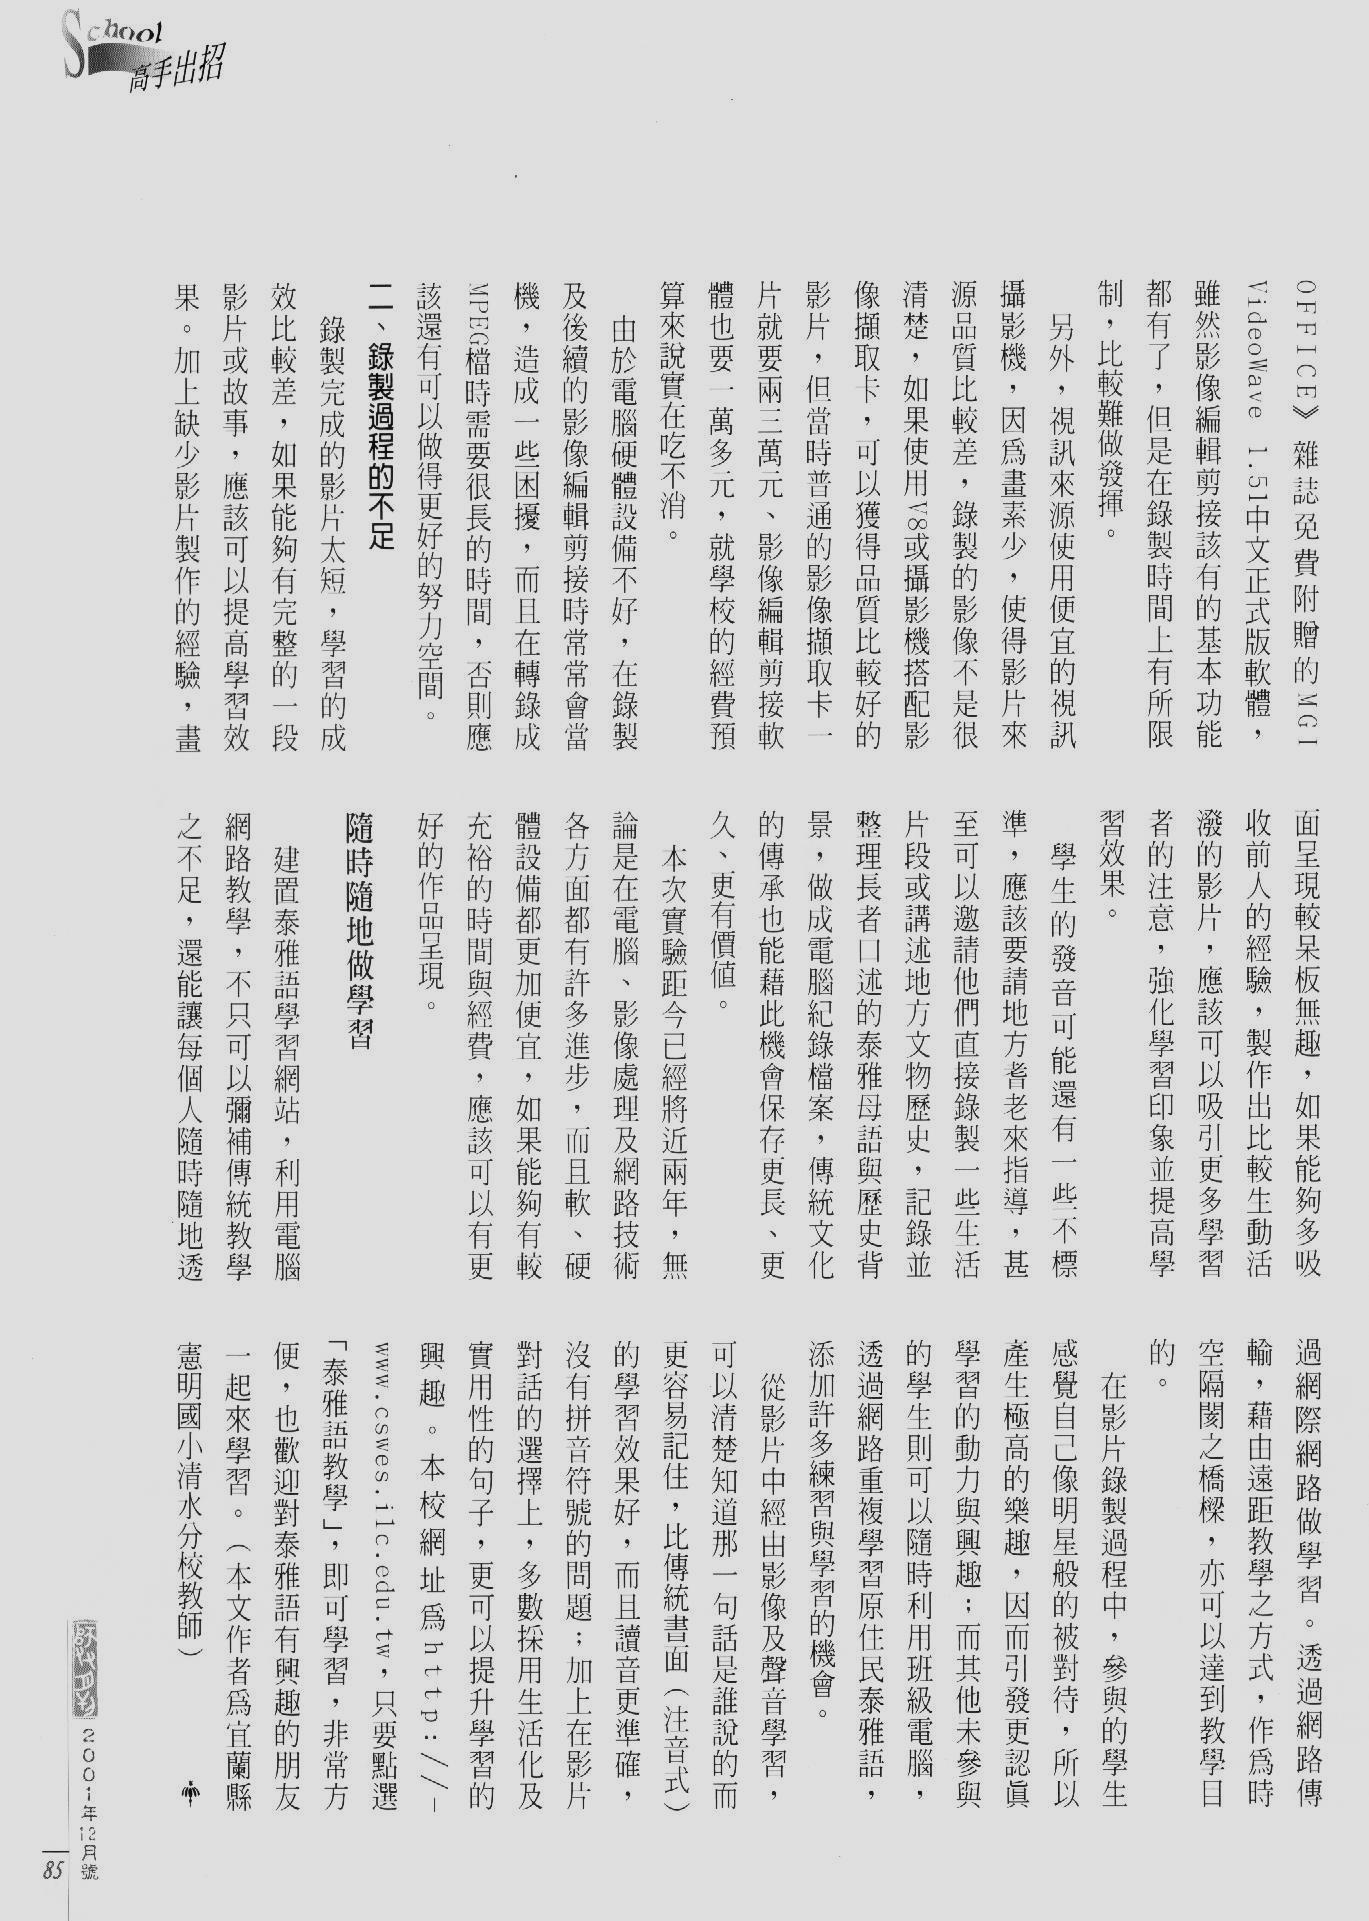 School
高手出招
OFFICE》雜誌免費附贈的MGI
VideoWave 1.51中文正式版軟體，
雖然影像編輯剪接該有的基本功能
都有了，但是在錄製時間上有所限
制，比較難做發揮。
另外，視訊來源使用便宜的視訊
攝影機，因為畫素少，使得影片來
源品質比較差，錄製的影像不是很
清楚，如果使用V8或攝影機搭配影
像擷取卡，可以獲得品質比較好的
影片，但當時普通的影像擷取卡一
片就要兩三萬元、影像編輯剪接軟
體也要一萬多元，就學校的經費預
算來說實在吃不消。
由於電腦硬體設備不好，在錄製
及後續的影像編輯剪接時常常會當
機，造成一些困擾，而且在轉錄成
MPEG檔時需要很長的時間，否則應
該還有可以做得更好的努力空間。
二、錄製過程的不足
錄製完成的影片太短，學習的成
效比較差，如果能夠有完整的一段
影片或故事，應該可以提高學習效
果。加上缺少影片製作的經驗，畫
面呈現較呆板無趣，如果能夠多吸
收前人的經驗，製作出比較生動活
潑的影片，應該可以吸引更多學習
者的注意，強化學習印象並提高學
習效果。
學生的發音可能還有一些不標
準，應該要請地方耆老來指導，甚
至可以邀請他們直接錄製一些生活
片段或講述地方文物歷史，記錄並
整理長者口述的泰雅母語與歷史背
景，做成電腦紀錄檔案，傳統文化
的傳承也能藉此機會保存更長、更
久、更有價值。
本次實驗距今已經將近兩年，無
論是在電腦、影像處理及網路技術
各方面都有許多進步，而且軟、硬
體設備都更加便宜，如果能夠有較
充裕的時間與經費，應該可以有更
好的作品呈現。
隨時隨地做學習
建置泰雅語學習網站，利用電腦
網路教學，不只可以彌補傳統教學
之不足，還能讓每個人隨時隨地透
過網際網路做學習。透過網路傳
輸，藉由遠距教學之方式，作為時
空隔閡之橋樑，亦可以達到教學目
的。
在影片錄製過程中，參與的學生
感覺自己像明星般的被對待，所以
產生極高的樂趣，因而引發更認真
學習的動力與興趣；而其他未參與
的學生則可以隨時利用班級電腦，
透過網路重複學習原住民泰雅語，
添加許多練習與學習的機會。
從影片中經由影像及聲音學習，
可以清楚知道那一句話是誰說的而
更容易記住，比傳統書面（注音式）
的學習效果好，而且讀音更準確，
沒有拼音符號的問題；加上在影片
對話的選擇上，多數採用生活化及
實用性的句子，更可以提升學習的
興趣。本校網址為http://-
www.cswes.ilc.edu.tw，只要點選
「泰雅語教學」，即可學習，非常方
便，也歡迎對泰雅語有興趣的朋友
一起來學習。（本文作者為宜蘭縣
憲明國小清水分校教師）
2001年12月號
85